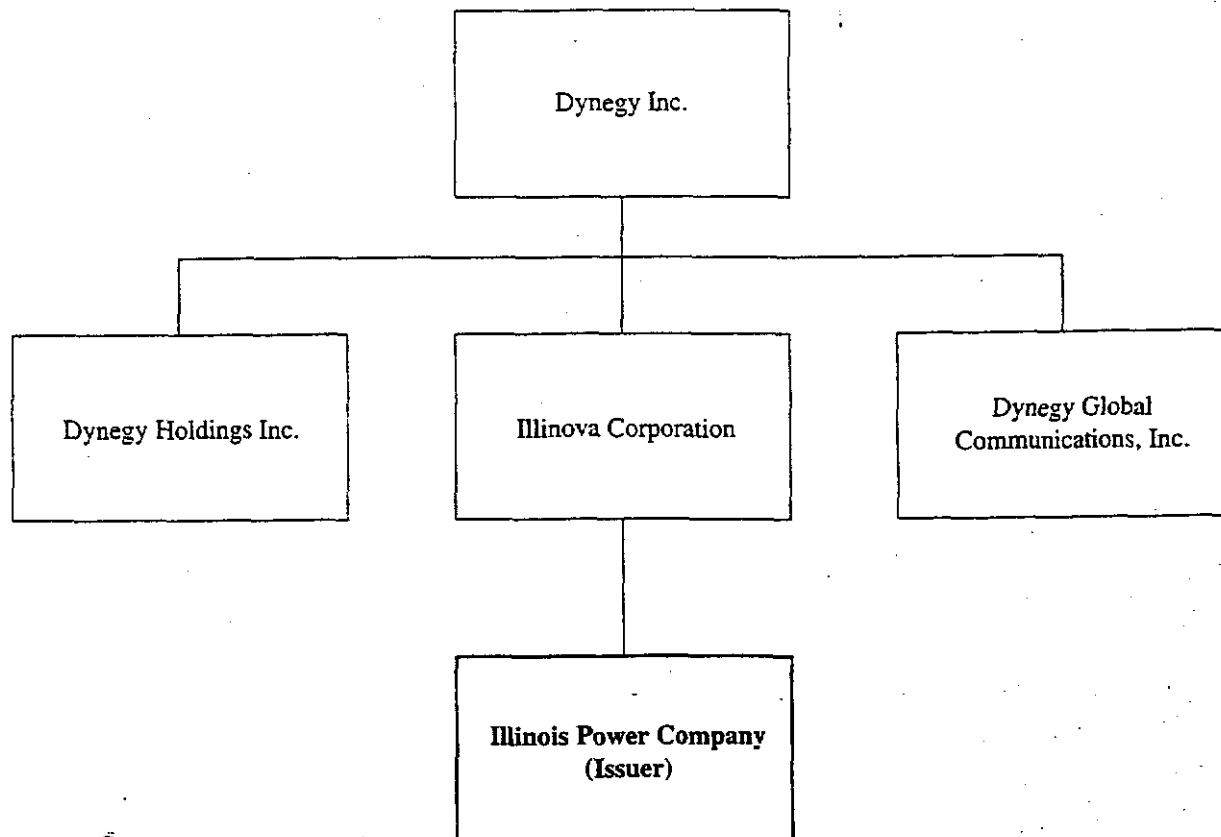 Dynegy Inc.
Dynegy Holdings Inc.
Illinova Corporation
Dynegy Global
Communications, Inc.
Illinois Power Company
(Issuer)